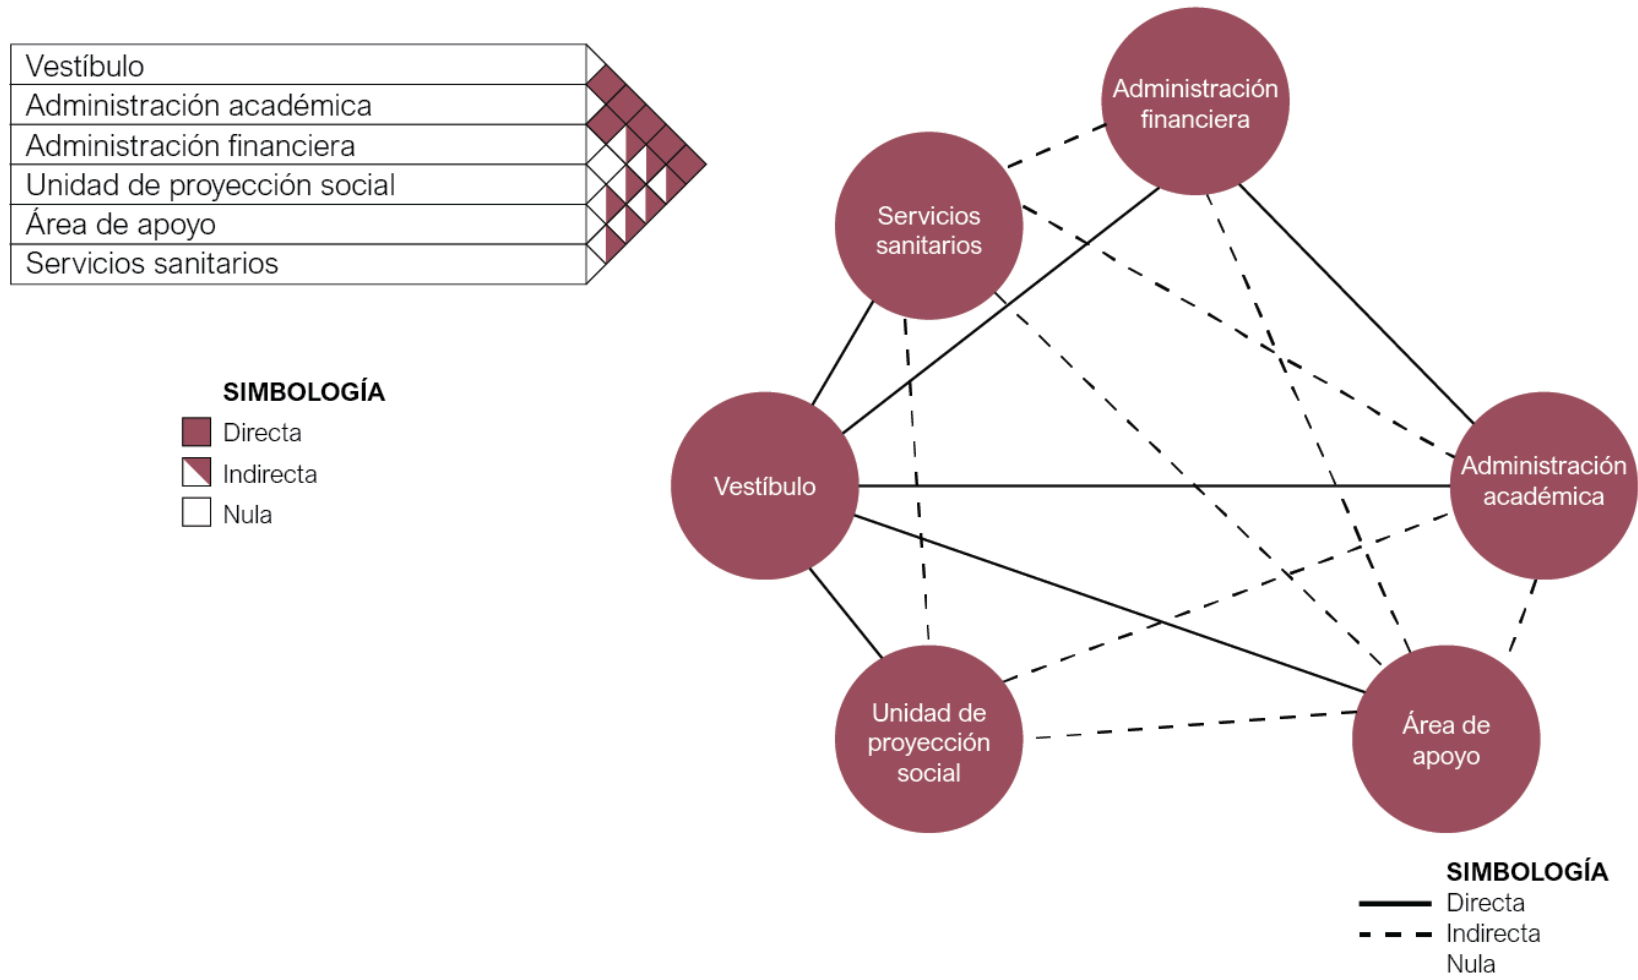 Vestíbulo
Administración académica
Administración financiera
Unidad de proyección social
Área de apoyo
Servicios sanitarios
SIMBOLOGÍA
Directa
Indirecta
Nula
Administración
financiera
Servicios
sanitarios
Vestíbulo
Administración
académica
Unidad de
proyección
social
Área de
apoyo
SIMBOLOGÍA
Directa
Indirecta
Nula